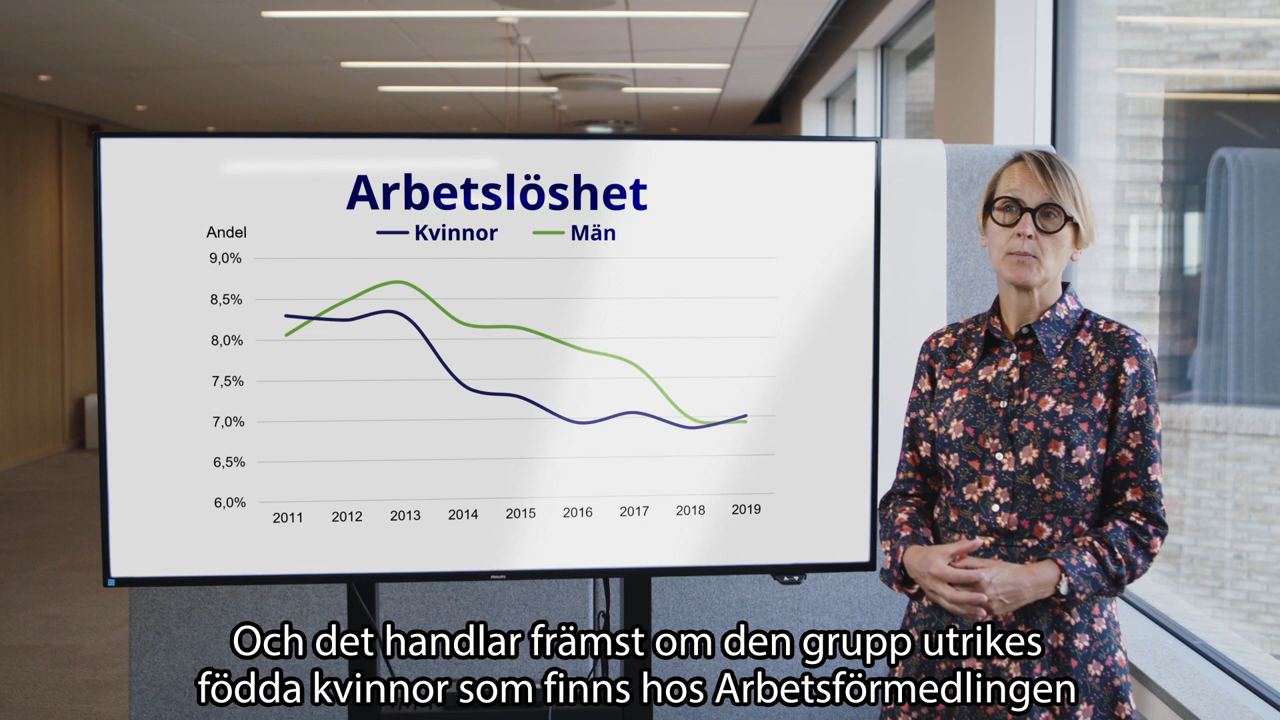 Arbetslöshet
Kvinnor Män
Andel
9,0%
8,5%
8,0%
7,5%
7,0%
6,5%
6,0%
2011 2012 2013 2014 2015 2016 2017 2018 2019
PHILIPS
Och det handlar främst om den grupp utrikes
födda kvinnor som finns hos Arbetsförmedlingen